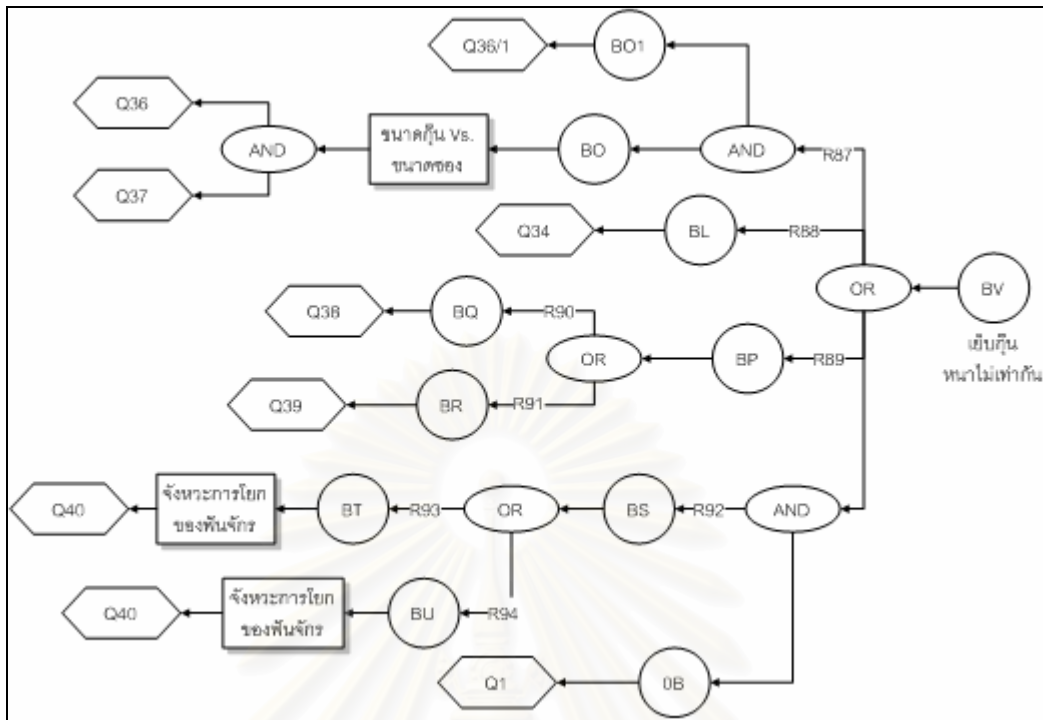 Q36/1
BO1
Q36
AND
ขนาดกุ๊น Vs.
ขนาดซอง
BO
AND
R87
Q37
Q34
BL
R88
OR
BV
เย็บกุ๊น
หนาไม่เท่ากัน
Q38
BQ
R90
OR
BP
R89
Q39
BR
R91
Q40
จังหวะการโยก
ของฟันจักร
BT
R93
OR
BS
R92
AND
Q40
จังหวะการโยก
ของฟันจักร
BU
R94
Q1
0B